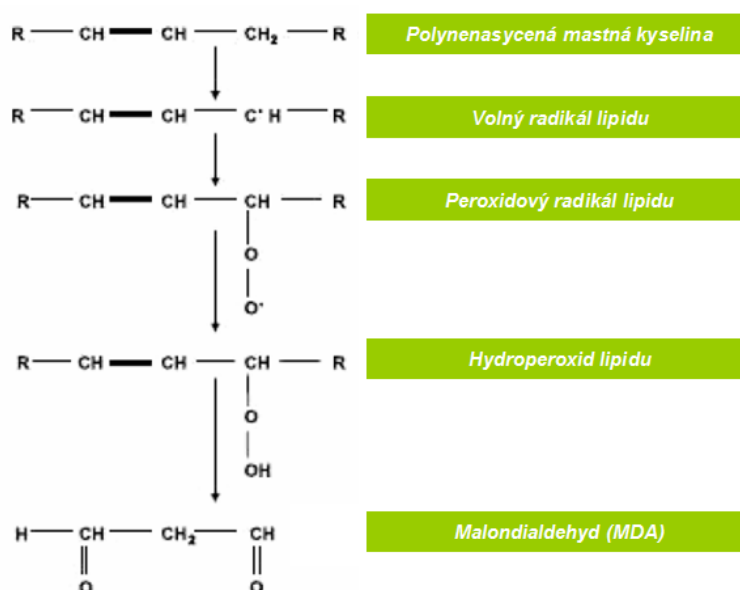 R — CH ━ CH — CH₂ — R Polynenasycená mastná kyselina
R — CH ━ CH — C• H — R Volný radikál lipidu
R — CH ━ CH — CH — R Peroxidový radikál lipidu
O
O•
R — CH ━ CH — CH — R Hydroperoxid lipidu
O
OH
H — CH — CH₂ — CH Malondialdehyd (MDA)
O O